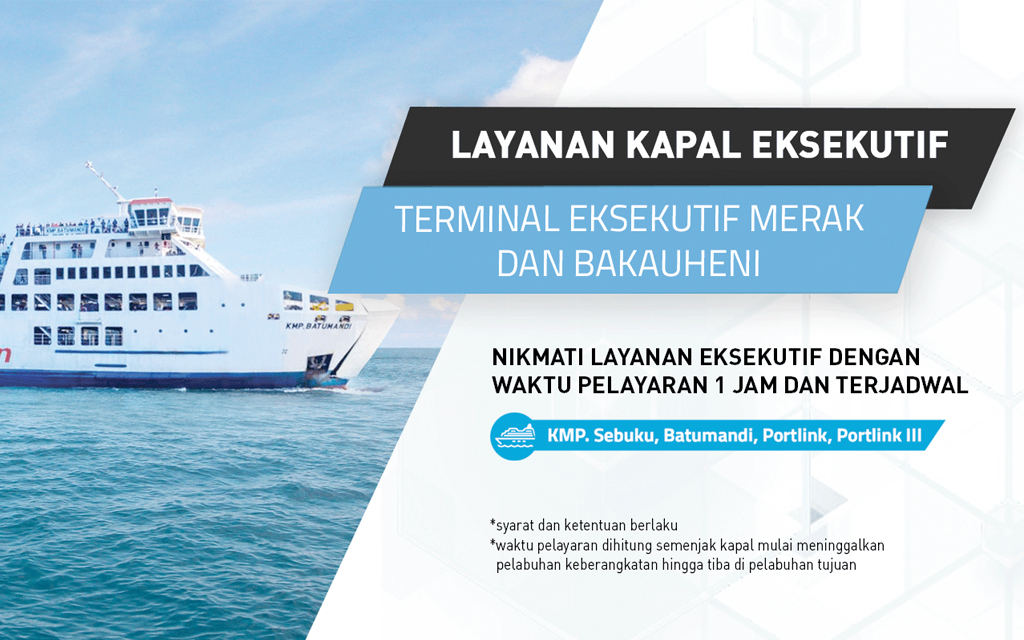 LAYANAN KAPAL EKSEKUTIF
TERMINAL EKSEKUTIF MERAK
DAN BAKAUHENI
KMP. BATUMANDI
KMP. BATUMANDI
NIKMATI LAYANAN EKSEKUTIF DENGAN
WAKTU PELAYARAN 1 JAM DAN TERJADWAL
KMP. Sebuku, Batumandi, Portlink, Portlink III
*syarat dan ketentuan berlaku
*waktu pelayaran dihitung semenjak kapal mulai meninggalkan
pelabuhan keberangkatan hingga tiba di pelabuhan tujuan